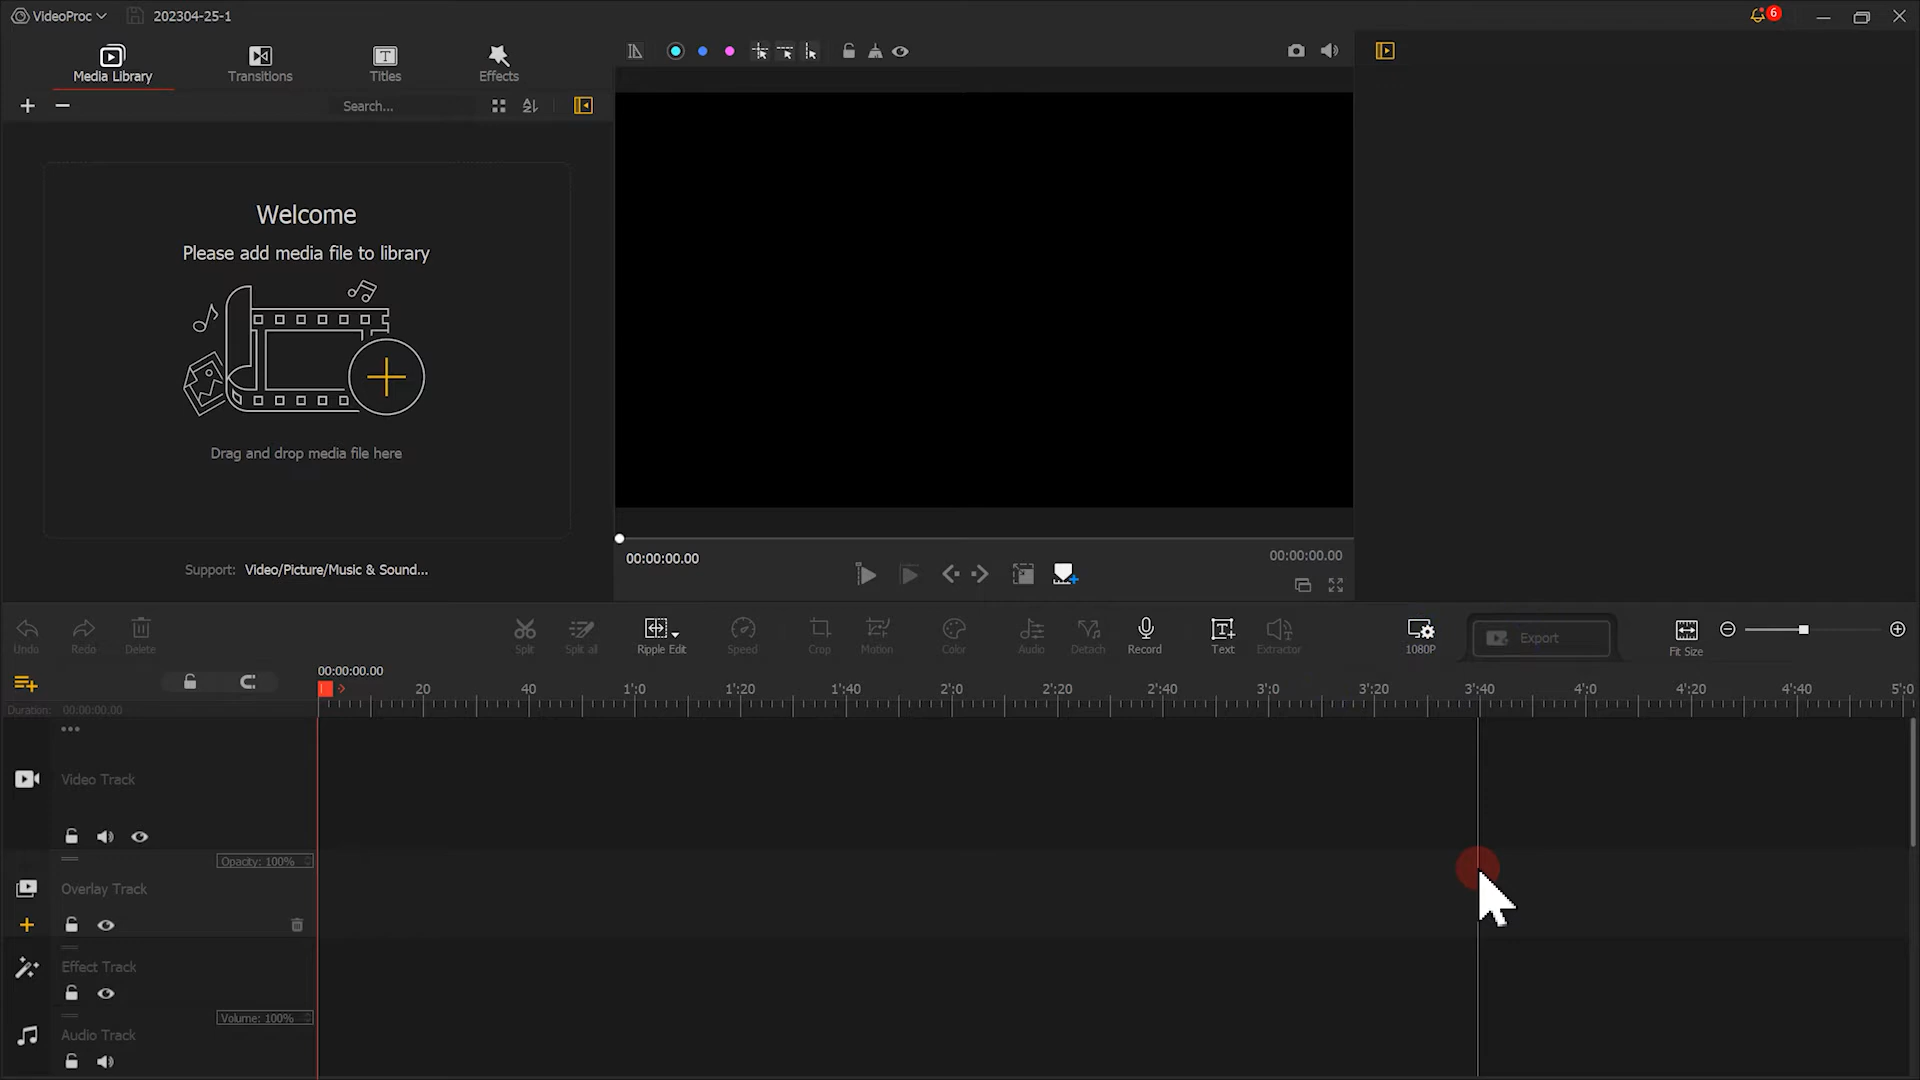 VideoProc
202304-25-1
6
Media Library
Transitions
Titles
Effects
Search...
Welcome
Please add media file to library
Drag and drop media file here
Support: Video/Picture/Music & Sound...
00:00:00.00
00:00:00.00
Undo
Redo
Delete
Split
Split all
Ripple Edit
Speed
Crop
Motion
Color
Audio
Detach
Record
Text
Extractor
1080P
Export
Fit Size
00:00:00.00
20
40
1'0
1'20
1'40
2'0
2'20
2'40
3'0
3'20
3'40
4'0
4'20
4'40
5'0
Duration: 00:00:00.00
Video Track
Opacity: 100%
Overlay Track
Effect Track
Volume: 100%
Audio Track